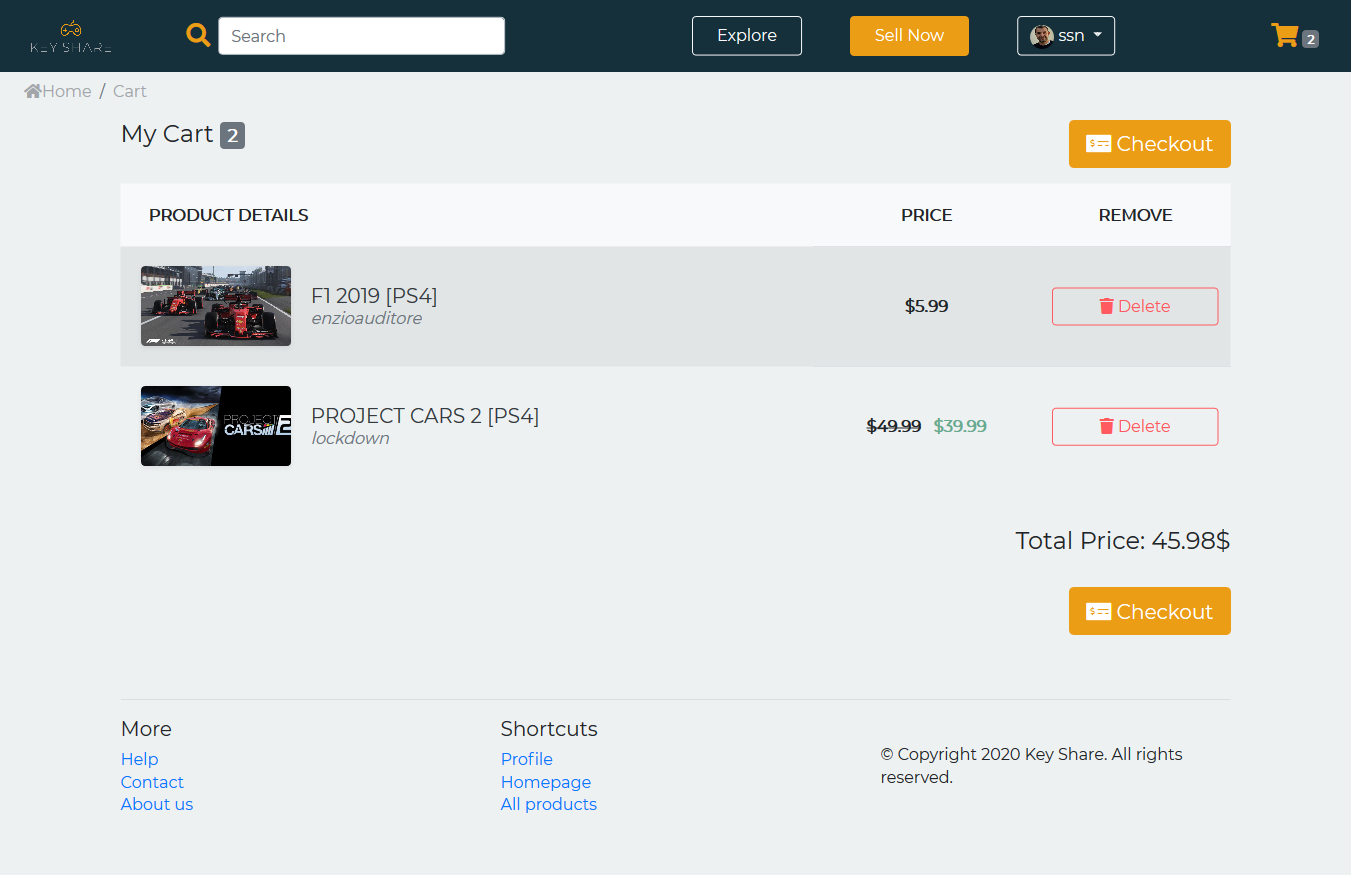 KEY SHARE
Search
Explore
Sell Now
ssn
2
Home / Cart
My Cart 2
Checkout
PRODUCT DETAILS PRICE REMOVE
F1 2019 [PS4]
enzioauditore
$5.99
Delete
PROJECT
CARS 2
PROJECT CARS 2 [PS4]
lockdown
$49.99 $39.99
Delete
Total Price: 45.98$
Checkout
More
Help
Contact
About us
Shortcuts
Profile
Homepage
All products
© Copyright 2020 Key Share. All rights
reserved.